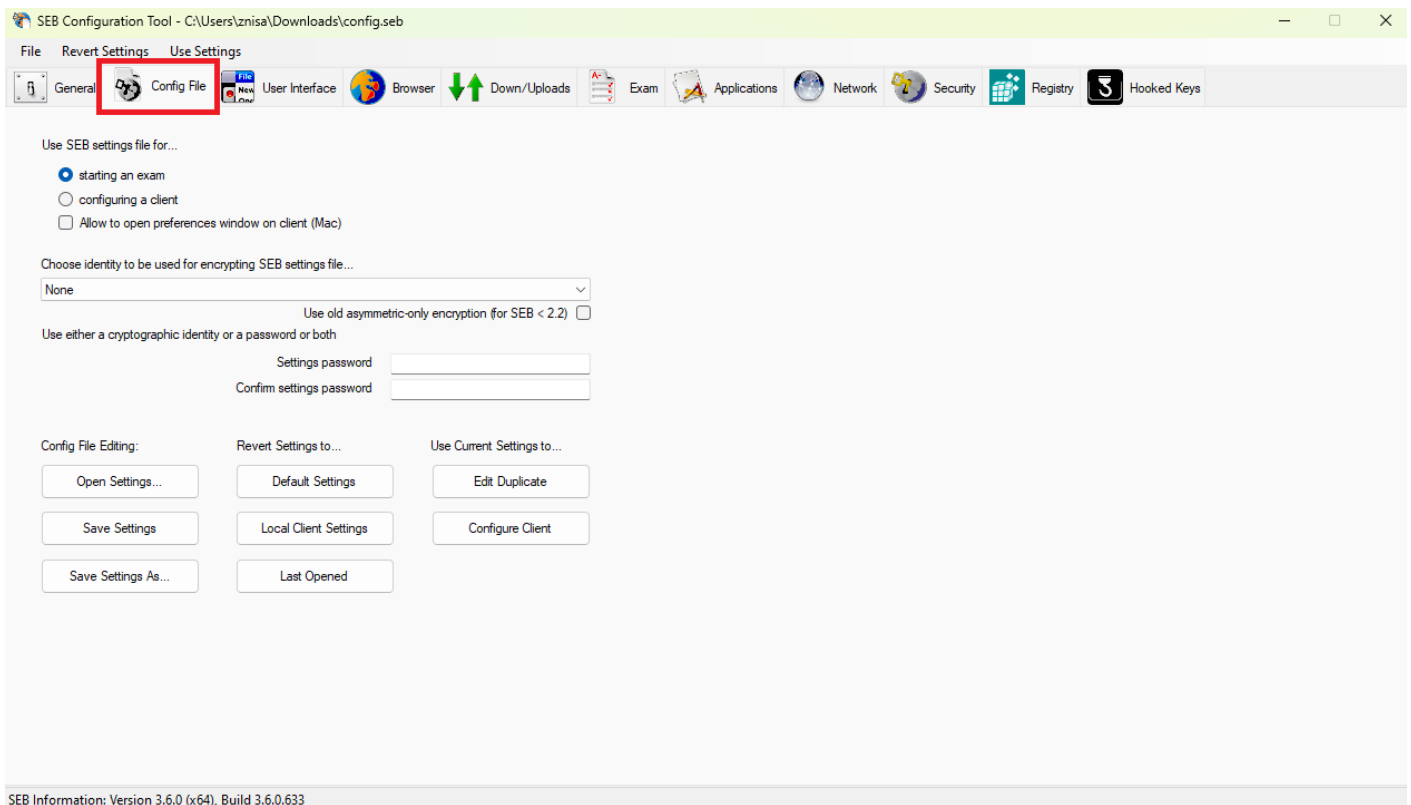 SEB Configuration Tool - C:\Users\znisa\Downloads\config.seb
File Revert Settings Use Settings
General Config File User Interface Browser Down/Uploads Exam Applications Network Security Registry Hooked Keys
Use SEB settings file for...
starting an exam
configuring a client
Allow to open preferences window on client (Mac)
Choose identity to be used for encrypting SEB settings file...
None
Use old asymmetric-only encryption (for SEB < 2.2)
Use either a cryptographic identity or a password or both
Settings password
Confirm settings password
Config File Editing: Revert Settings to... Use Current Settings to...
Open Settings... Default Settings Edit Duplicate
Save Settings Local Client Settings Configure Client
Save Settings As... Last Opened
SEB Information: Version 3.6.0 (x64), Build 3.6.0.633